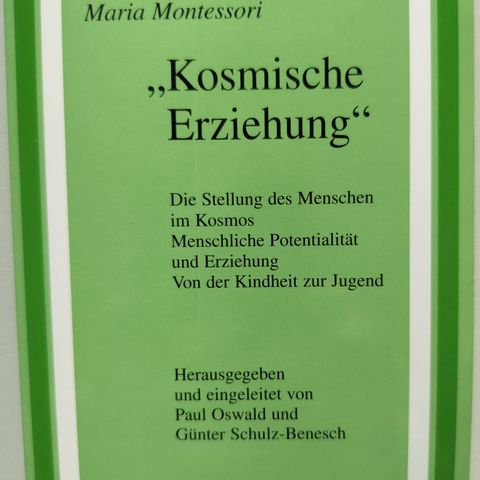 Maria Montessori
„Kosmische
Erziehung“
Die Stellung des Menschen
im Kosmos
Menschliche Potentialität
und Erziehung
Von der Kindheit zur Jugend
Herausgegeben
und eingeleitet von
Paul Oswald und
Günter Schulz-Benesch